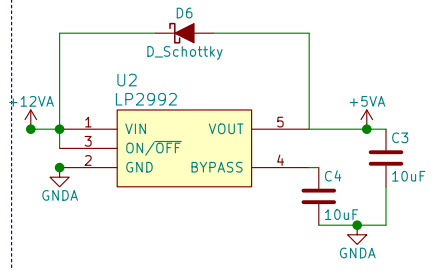 D6
D_Schottky
U2
LP2992
+12VA
+5VA
1 VIN VOUT 5
3 ON/OFF
2 GND BYPASS 4
C3
10uF
C4
10uF
GNDA
GNDA